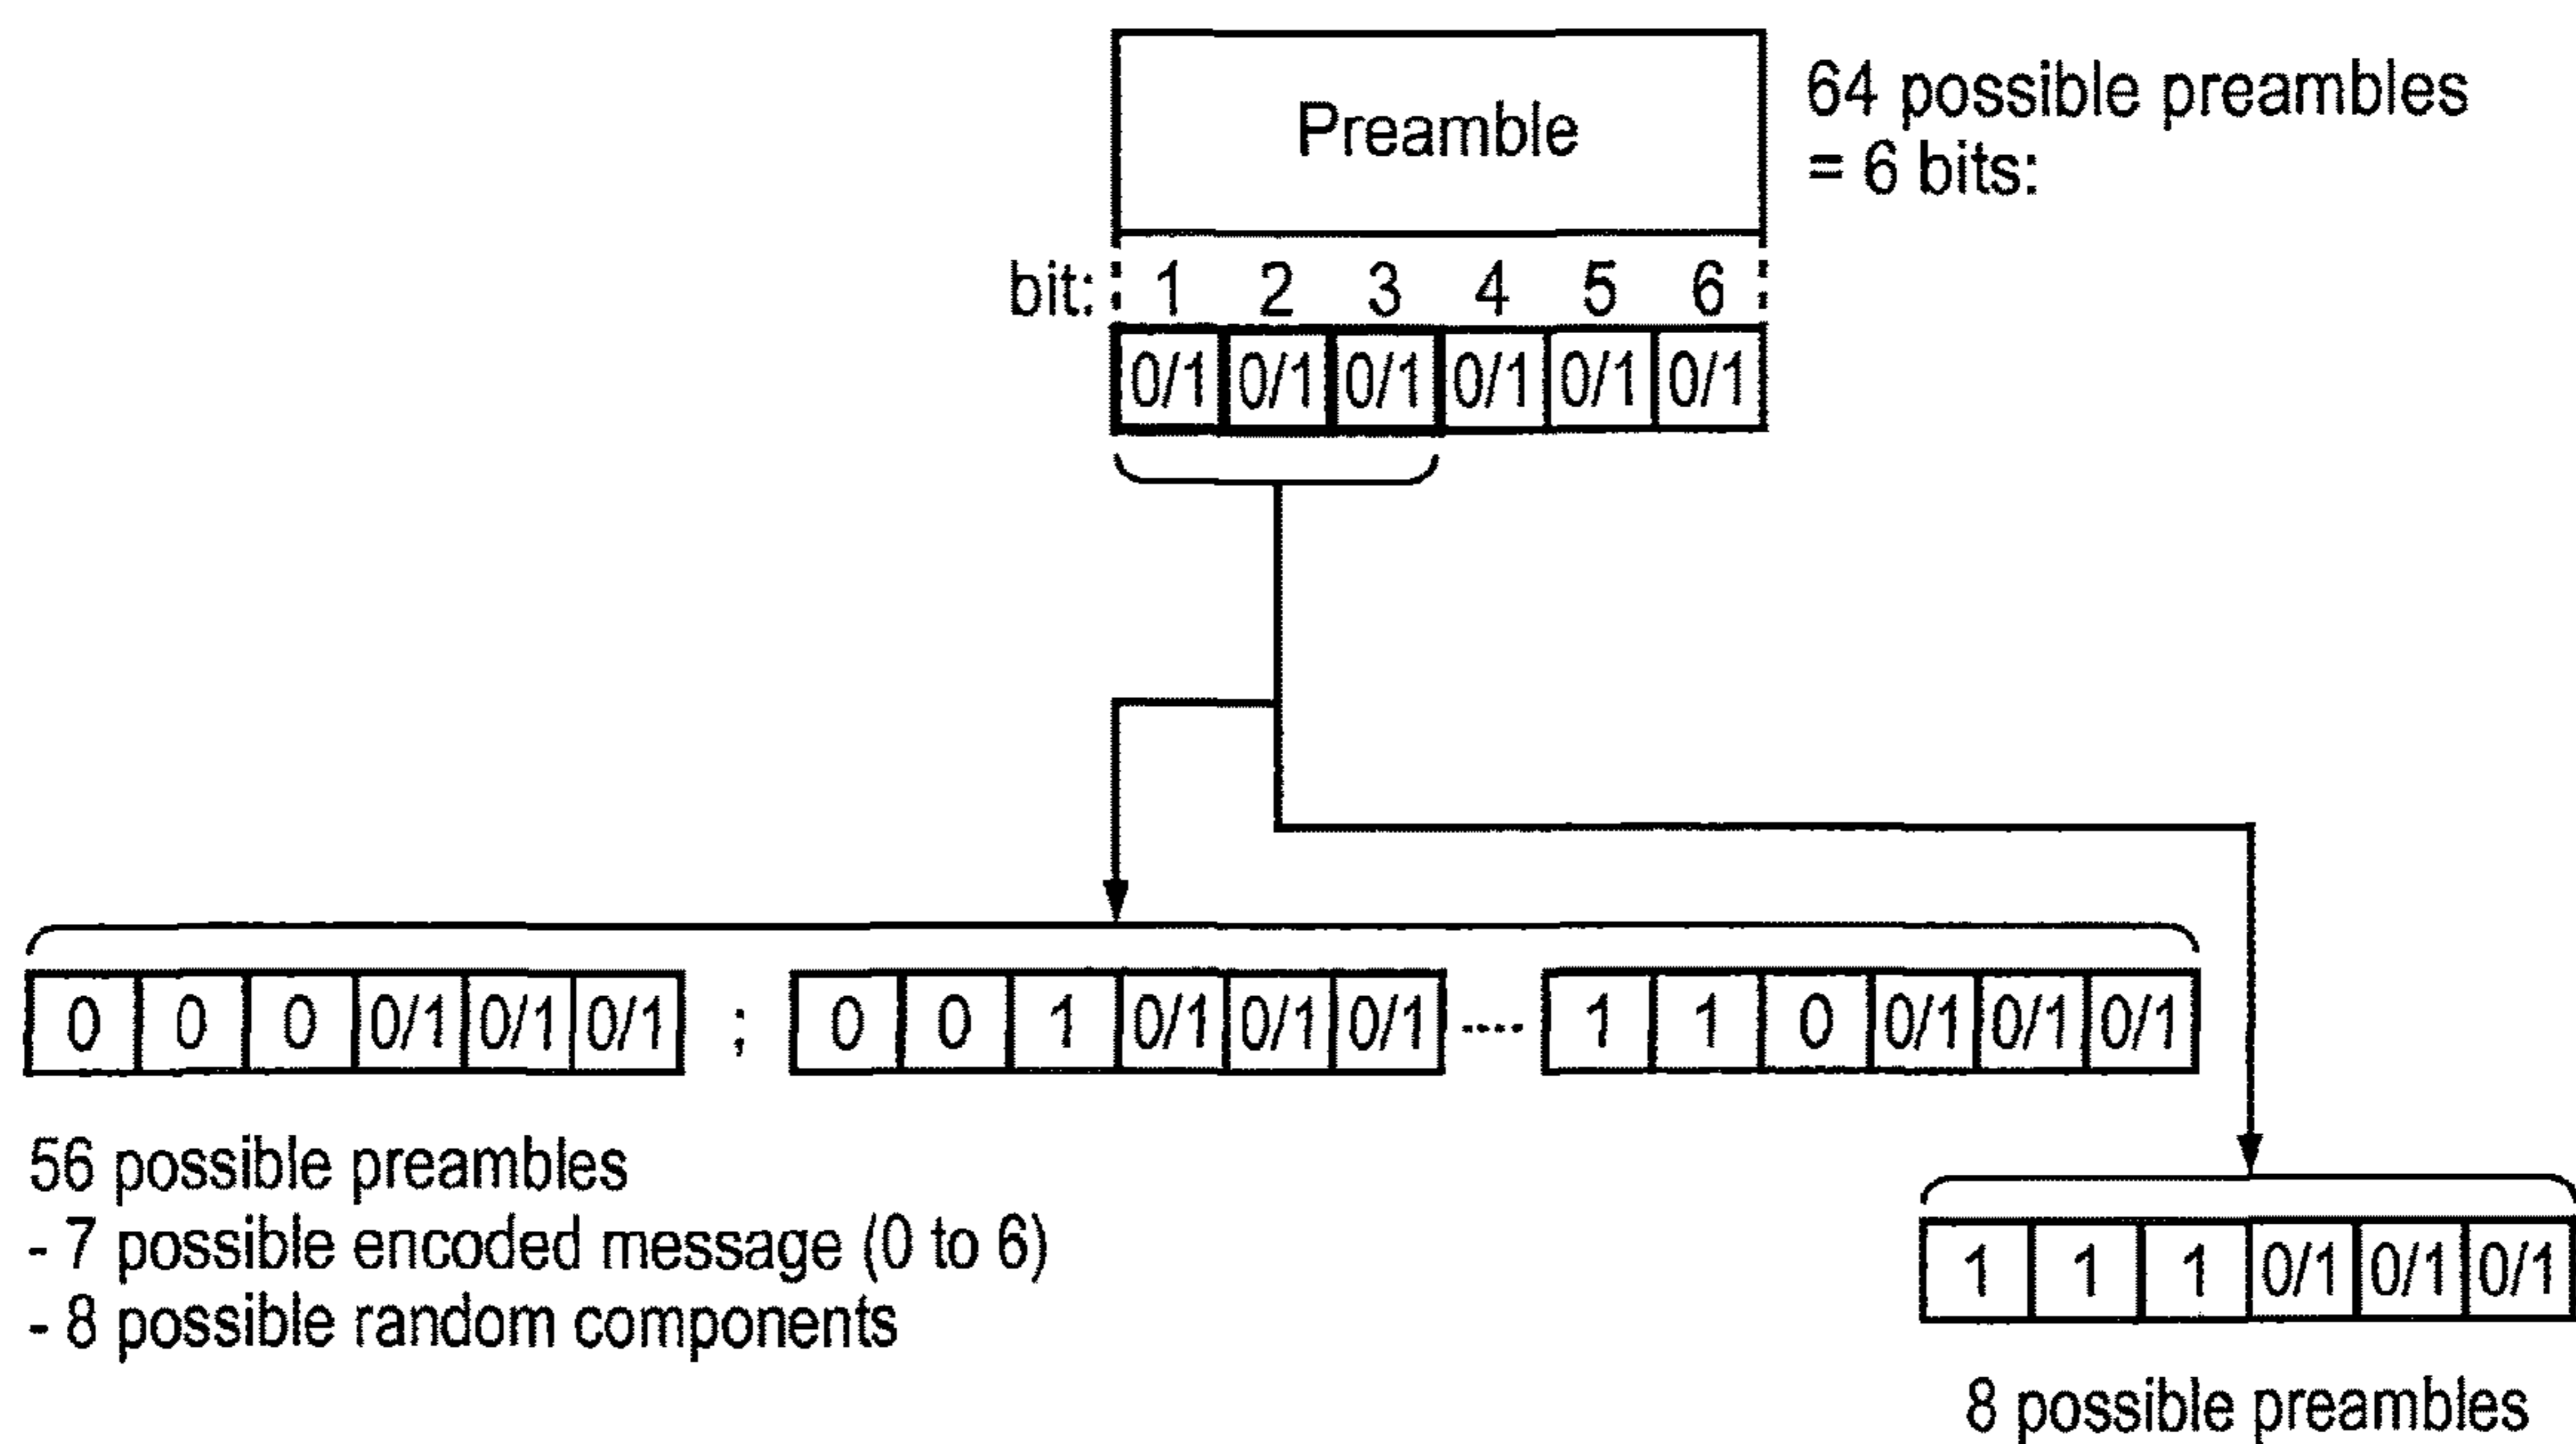 Preamble
64 possible preambles
= 6 bits:
bit: 1 2 3 4 5 6
0/1 0/1 0/1 0/1 0/1 0/1
0 0 0 0/1 0/1 0/1 ; 0 0 1 0/1 0/1 0/1 ---- 1 1 0 0/1 0/1 0/1
56 possible preambles
- 7 possible encoded message (0 to 6)
- 8 possible random components
1 1 1 0/1 0/1 0/1
8 possible preambles